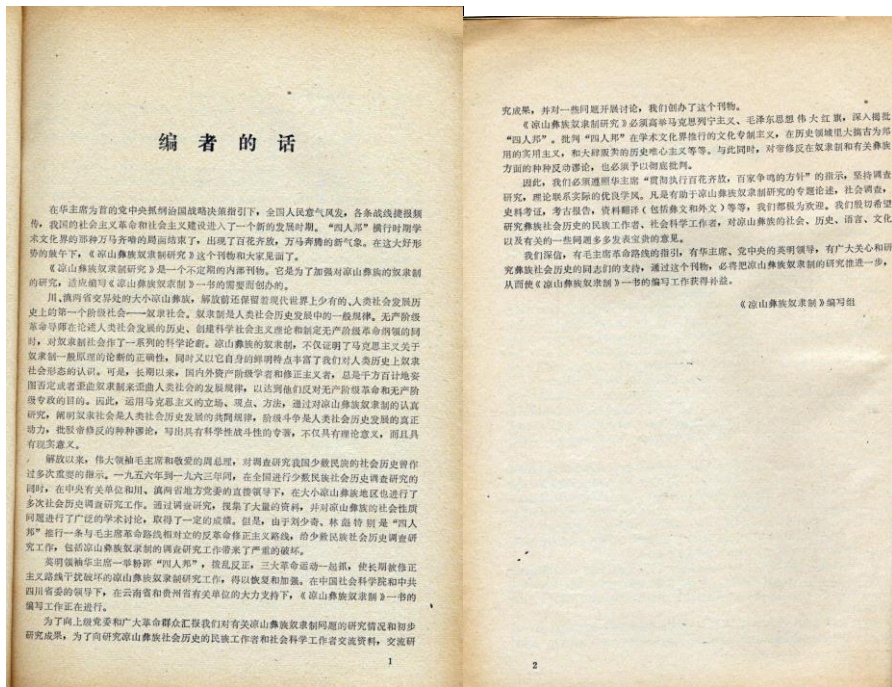 编者的话
在华主席为首的党中央抓纲治国战略决策指引下，全国人民意气风发，各条战线捷报频
传，我国的社会主义革命和社会主义建设进入了一个新的发展时期。“四人邦”横行时期学
术文化界的那种万马齐喑的局面结束了，出现了百花齐放，万马奔腾的新气象。在这大好形
势的鼓午下，《凉山彝族奴隶制研究》这个刊物和大家见面了。
《凉山彝族奴隶制研究》是一个不定期的内部刊物。它是为了加强对凉山彝族的奴隶制
的研究，适应编写《凉山彝族奴隶制》一书的需要而创办的。
川、滇两省交界处的大小凉山彝族，解放前还保留着现代世界上少有的、人类社会发展历
史上的第一个阶级社会——奴隶社会。奴隶制是人类社会历史发展中的一般规律。无产阶级
革命导师在论述人类社会发展的历史、创建科学社会主义理论和制定无产阶级革命纲领的同
时，对奴隶制社会作了一系列的科学论断。凉山彝族的奴隶制，不仅证明了马克思主义关于
奴隶制一般原理的论断的正确性，同时又以它自身的鲜明特点丰富了我们对人类历史上奴隶
社会形态的认识。可是，长期以来，国内外资产阶级学者和修正主义者，总是千方百计地妄
图否定或者歪曲奴隶制来歪曲人类社会的发展规律，以达到他们反对无产阶级革命和无产阶
级专政的目的。因此，运用马克思主义的立场、观点、方法，通过对凉山彝族奴隶制的认真
研究，阐明奴隶社会是人类社会历史发展的共同规律，阶级斗争是人类社会历史发展的真正
动力，批驳帝修反的种种谬论，写出具有科学性战斗性的专著，不仅具有理论意义，而且具
有现实意义。
解放以来，伟大领袖毛主席和敬爱的周总理，对调查研究我国少数民族的社会历史曾作
过多次重要的指示。一九五六年到一九六三年间，在全国进行少数民族社会历史调查研究的
同时，在中央有关单位和川、滇两省地方党委的直接领导下，在大小凉山彝族地区也进行了
多次社会历史调查研究工作。通过调查研究，搜集了大量的资料，并对凉山彝族的社会性质
问题进行了广泛的学术讨论，取得了一定的成绩。但是，由于刘少奇、林彪特别是“四人
邦”推行一条与毛主席革命路线相对立的反革命修正主义路线，给少数民族社会历史调查研
究工作，包括凉山彝族奴隶制的调查研究工作带来了严重的破坏。
英明领袖华主席一举粉碎“四人邦”，拨乱反正，三大革命运动一起抓，使长期被修正
主义路线干扰破坏的凉山彝族奴隶制研究工作，得以恢复和加强。在中国社会科学院和中共
四川省委的领导下，在云南省和贵州省有关单位的大力支持下，《凉山彝族奴隶制》一书的
编写工作正在进行。
为了向上级党委和广大革命群众汇报我们对有关凉山彝族奴隶制问题的研究情况和初步
研究成果，为了向研究凉山彝族社会历史的民族工作者和社会科学工作者交流资料，交流研
1
究成果，并对一些问题开展讨论，我们创办了这个刊物。
《凉山彝族奴隶制研究》必须高举马克思列宁主义、毛泽东思想伟大红旗，深入揭批
“四人邦”。批判“四人邦”在学术文化界推行的文化专制主义，在历史领域里大搞古为邦
用的实用主义，和大肆贩卖的历史唯心主义等等。与此同时，对帝修反在奴隶制和有关彝族
方面的种种反动谬论，也必须予以彻底批判。
因此，我们必须遵照华主席“贯彻执行百花齐放，百家争鸣的方针”的指示，坚持调查
研究，理论联系实际的优良学风。凡是有助于凉山彝族奴隶制研究的专题论述，社会调查，
史料考证，考古报告，资料翻译（包括彝文和外文）等等，我们都极为欢迎。我们殷切希望
研究彝族社会历史的民族工作者、社会科学工作者，对凉山彝族的社会、历史、语言、文化
以及有关的一些问题多多发表宝贵的意见。
我们深信，有毛主席革命路线的指引，有华主席、党中央的英明领导，有广大关心和研
究彝族社会历史的同志们的支持，通过这个刊物，必将把凉山彝族奴隶制的研究推进一步，
从而使《凉山彝族奴隶制》一书的编写工作获得补益。
《凉山彝族奴隶制》编写组
2